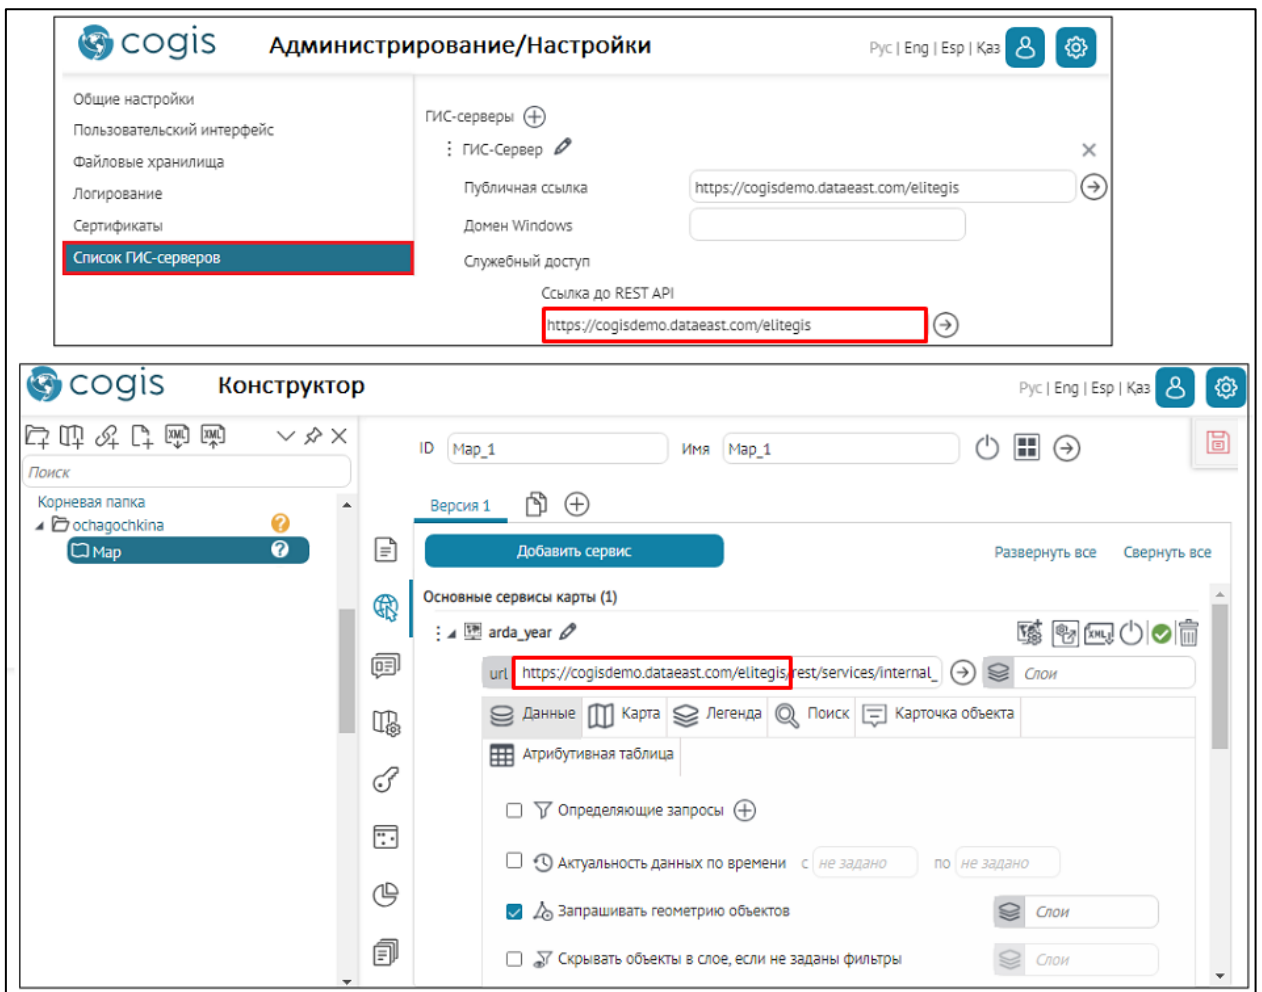 cogis Администрирование/Настройки Рус | Eng | Esp | Қаз
Общие настройки
Пользовательский интерфейс
Файловые хранилища
Логирование
Сертификаты
Список ГИС-серверов
ГИС-серверы
ГИС-Сервер
Публичная ссылка https://cogisdemo.dataeast.com/elitegis
Домен Windows
Служебный доступ
Ссылка до REST API
https://cogisdemo.dataeast.com/elitegis
cogis Конструктор Рус | Eng | Esp | Қаз
XML XML
Поиск
Корневая папка
ochagochkina ?
Map ?
ID Map_1 Имя Map_1
Версия 1
Добавить сервис Развернуть все Свернуть все
Основные сервисы карты (1)
arda_year XML
url https://cogisdemo.dataeast.com/elitegis/rest/services/internal_ Слои
Данные Карта Легенда Поиск Карточка объекта
Атрибутивная таблица
Определяющие запросы
Актуальность данных по времени с не задано по не задано
Запрашивать геометрию объектов Слои
Скрывать объекты в слое, если не заданы фильтры Слои